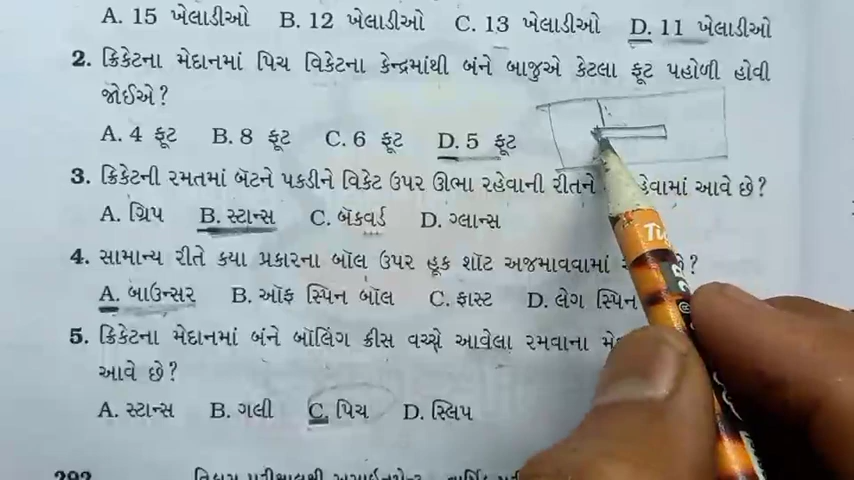 A. 15 ખેલાડીઓ B. 12 ખેલાડીઓ C. 13 ખેલાડીઓ D. 11 ખેલાડીઓ
2. ક્રિકેટના મેદાનમાં પિચ વિકેટના કેન્દ્રમાંથી બંને બાજુએ કેટલા ફૂટ પહોળી હોવી
જોઈએ?
A. 4 ફૂટ B. 8 ફૂટ C. 6 ફૂટ D. 5 ફૂટ
3. ક્રિકેટની રમતમાં બૅટને પકડીને વિકેટ ઉપર ઊભા રહેવાની રીતને આવે છે?
A. ગ્રિપ B. સ્ટાન્સ C. બૅકવર્ડ D. ગ્લાન્સ
4. સામાન્ય રીતે કયા પ્રકારના બૉલ ઉપર હૂક શૉટ અજમાવવામાં છે?
A. બાઉન્સર B. ઑફ સ્પિન બૉલ C. ફાસ્ટ D. લેગ સ્પિન
5. ક્રિકેટના મેદાનમાં બંને બૉલિંગ ક્રીસ વચ્ચે આવેલા રમવાના
આવે છે?
A. સ્ટાન્સ B. ગલી C. પિચ D. સ્લિપ